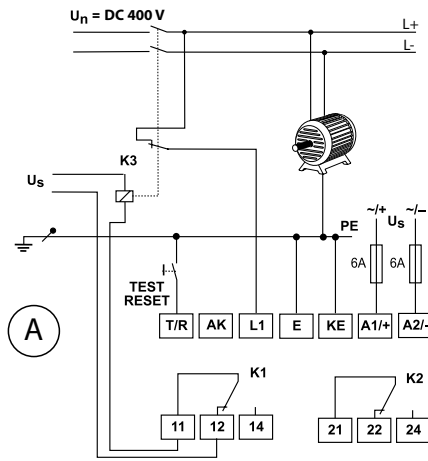 Un = DC 400 V
L+
L-
K3
Us
PE
~/+
Us
~/–
6A
6A
TEST
RESET
A
T/R
AK
L1
E
KE
A1/+
A2/-
K1
K2
11
12
14
21
22
24